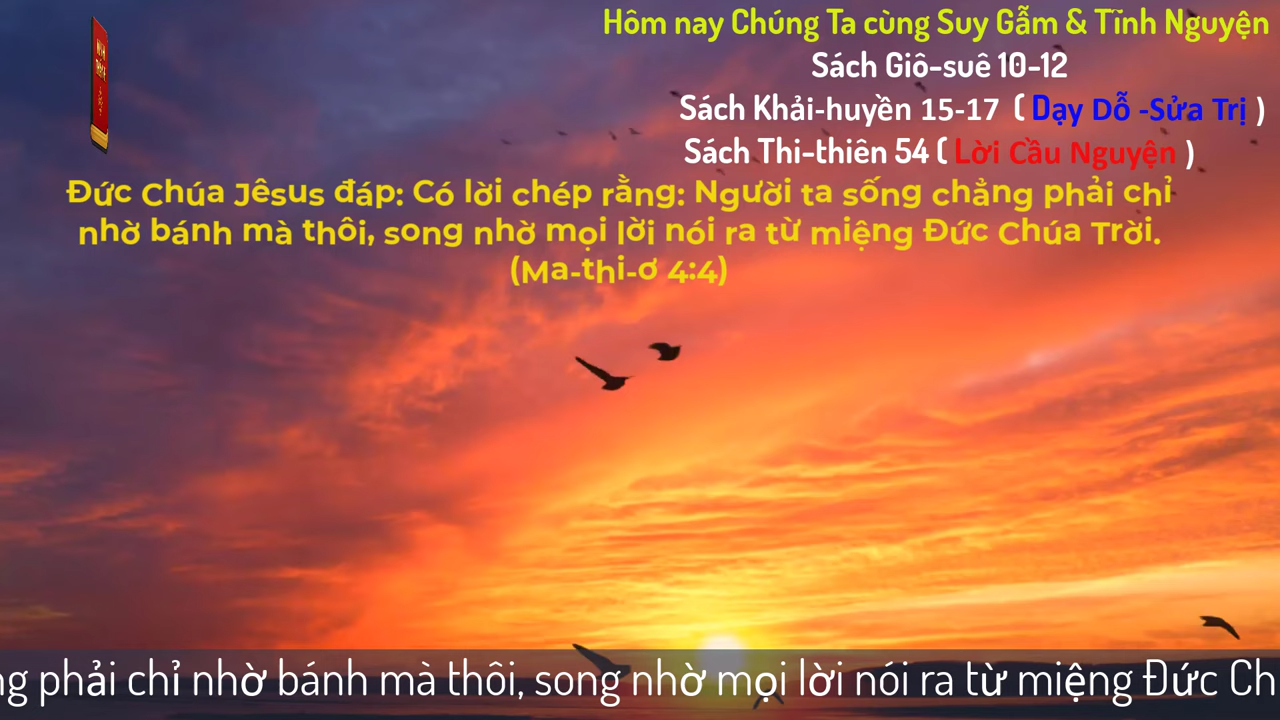 Hôm nay Chúng Ta cùng Suy Gẫm & Tĩnh Nguyện
Sách Giô-suê 10-12
Sách Khải-huyền 15-17 ( Dạy Dỗ -Sửa Trị )
Sách Thi-thiên 54 ( Lời Cầu Nguyện )
Đức Chúa Jêsus đáp: Có lời chép rằng: Người ta sống chẳng phải chỉ
nhờ bánh mà thôi, song nhờ mọi lời nói ra từ miệng Đức Chúa Trời.
(Ma-thi-ơ 4:4)
ng phải chỉ nhờ bánh mà thôi, song nhờ mọi lời nói ra từ miệng Đức Ch